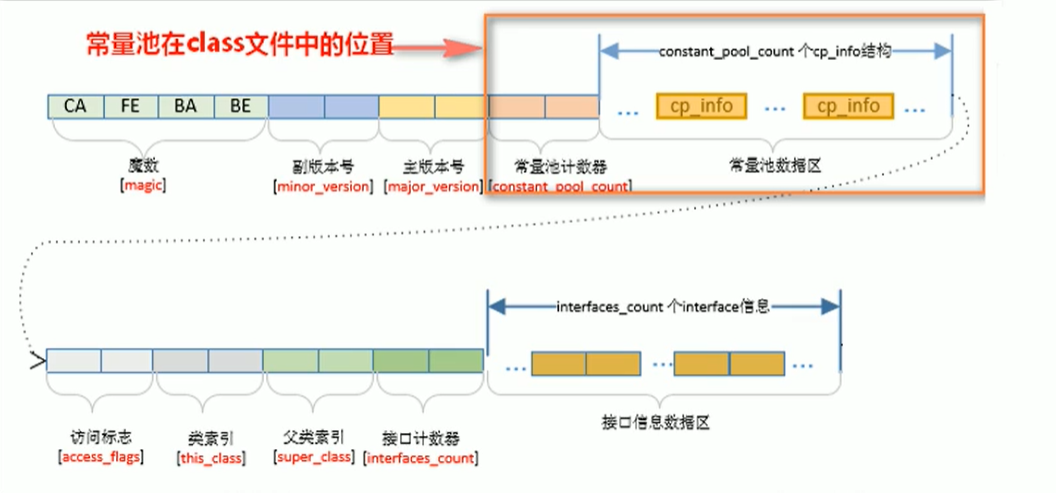 常量池在class文件中的位置
constant_pool_count 个cp_info结构
CA FE BA BE
... cp_info ... cp_info ...
魔数
[magic]
副版本号
[minor_version]
主版本号
[major_version]
常量池计数器
[constant_pool_count]
常量池数据区
interfaces_count 个interface信息
... ... ...
访问标志
[access_flags]
类索引
[this_class]
父类索引
[super_class]
接口计数器
[interfaces_count]
接口信息数据区